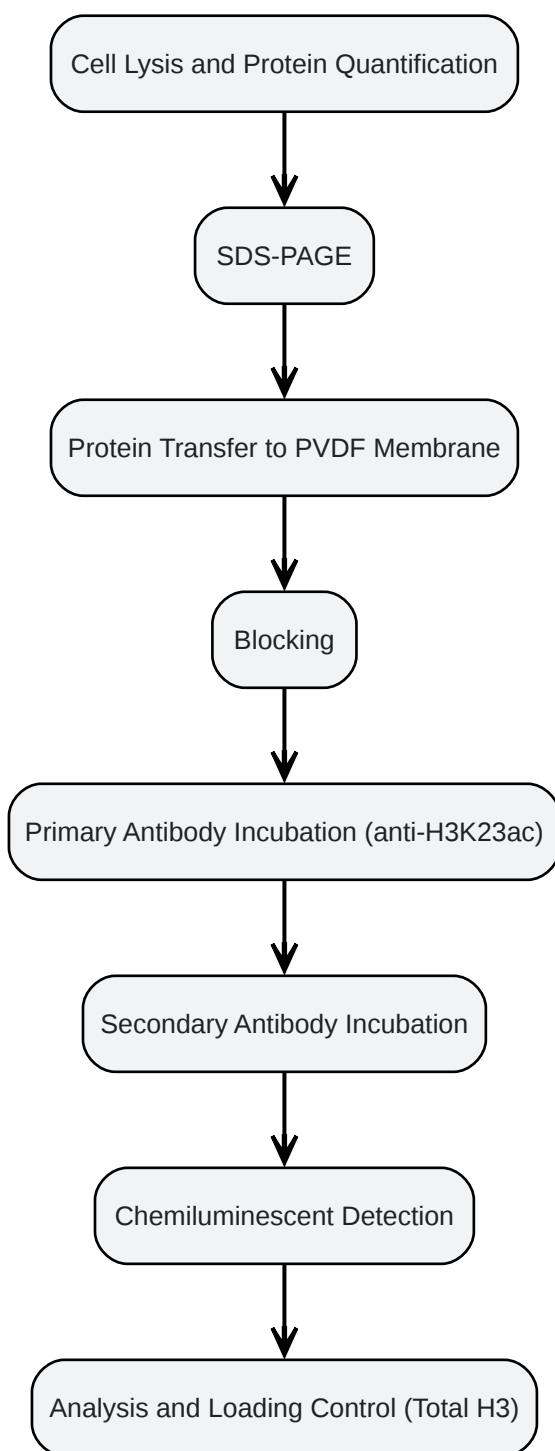 Cell Lysis and Protein Quantification
SDS-PAGE
Protein Transfer to PVDF Membrane
Blocking
Primary Antibody Incubation (anti-H3K23ac)
Secondary Antibody Incubation
Chemiluminescent Detection
Analysis and Loading Control (Total H3)